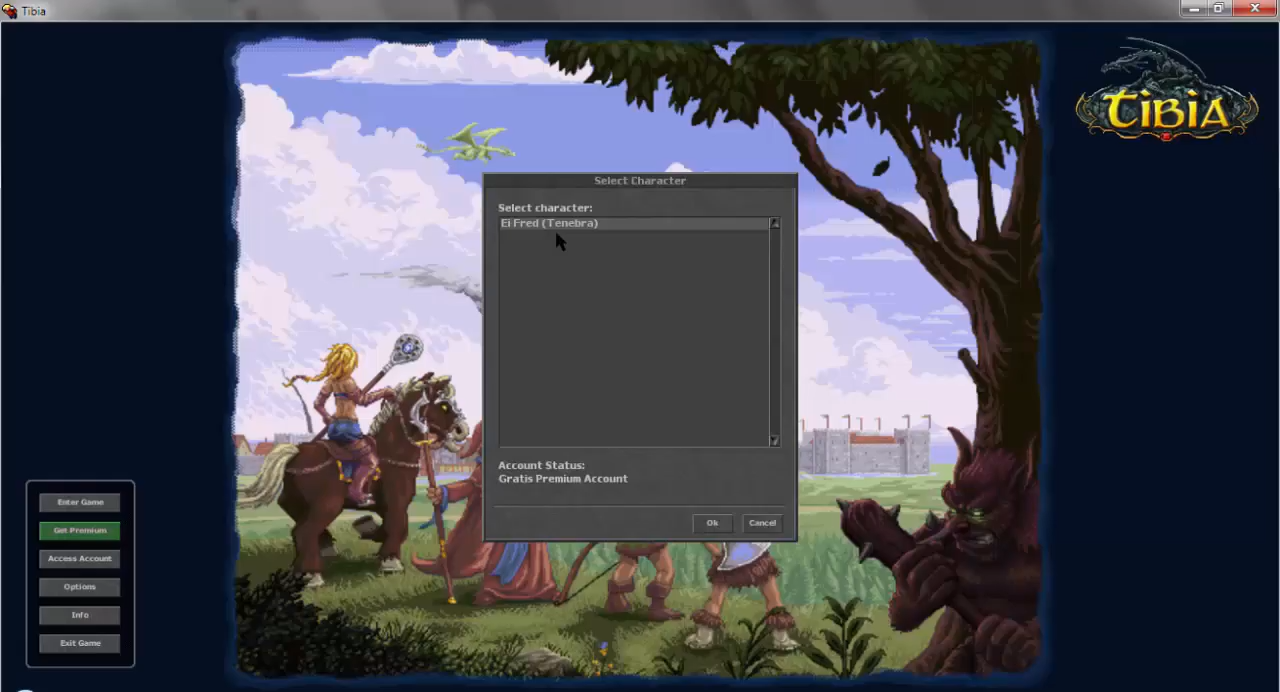 Tibia
TIBIA
Select Character
Select character:
Ei Fred (Tenebra)
Account Status:
Gratis Premium Account
Ok
Cancel
Enter Game
Get Premium
Access Account
Options
Info
Exit Game